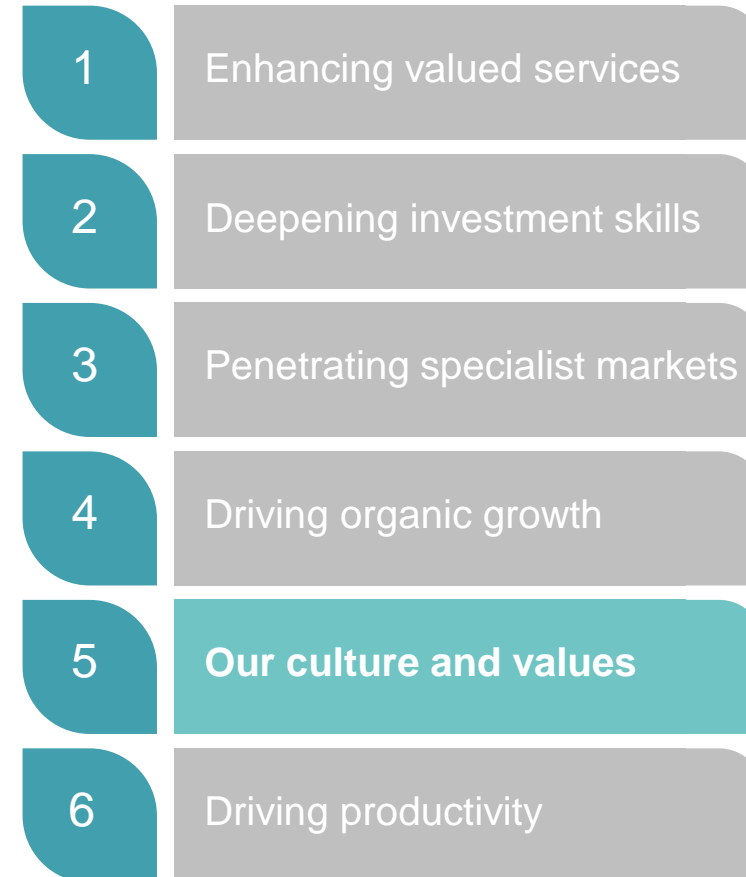 1 Enhancing valued services
2 Deepening investment skills
3 Penetrating specialist markets
4 Driving organic growth
5 Our culture and values
6 Driving productivity